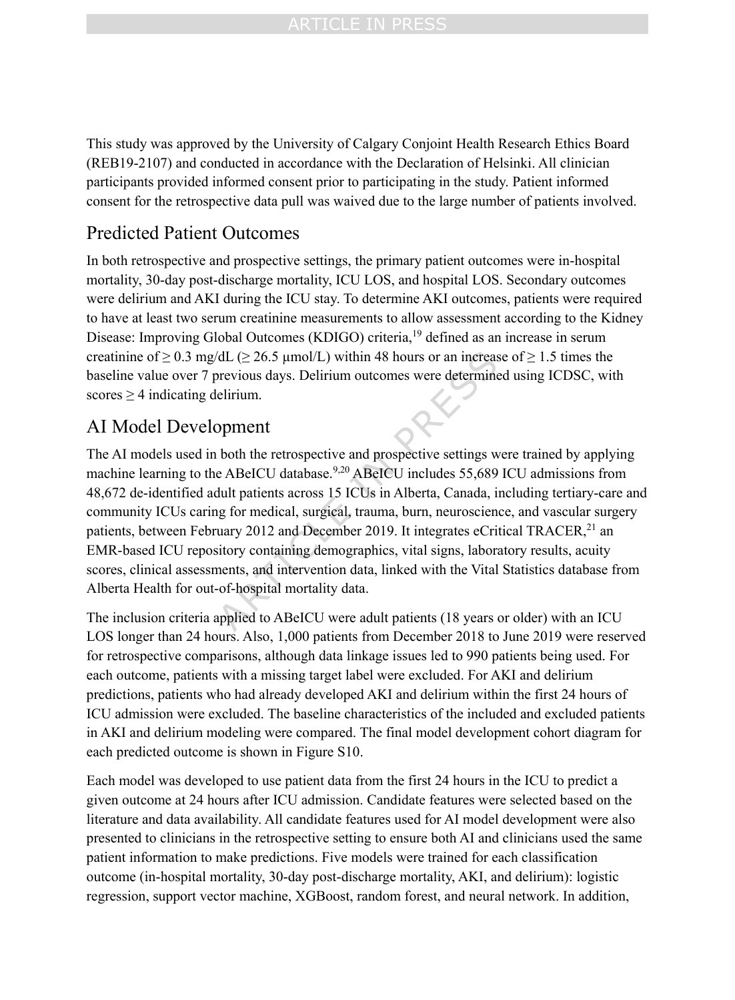 ARTICLE IN PRESS
This study was approved by the University of Calgary Conjoint Health Research Ethics Board
(REB19-2107) and conducted in accordance with the Declaration of Helsinki. All clinician
participants provided informed consent prior to participating in the study. Patient informed
consent for the retrospective data pull was waived due to the large number of patients involved.
Predicted Patient Outcomes
In both retrospective and prospective settings, the primary patient outcomes were in-hospital
mortality, 30-day post-discharge mortality, ICU LOS, and hospital LOS. Secondary outcomes
were delirium and AKI during the ICU stay. To determine AKI outcomes, patients were required
to have at least two serum creatinine measurements to allow assessment according to the Kidney
Disease: Improving Global Outcomes (KDIGO) criteria,19 defined as an increase in serum
creatinine of ≥ 0.3 mg/dL (≥ 26.5 μmol/L) within 48 hours or an increase of ≥ 1.5 times the
baseline value over 7 previous days. Delirium outcomes were determined using ICDSC, with
scores ≥ 4 indicating delirium.
AI Model Development
The AI models used in both the retrospective and prospective settings were trained by applying
machine learning to the ABeICU database.9,20 ABeICU includes 55,689 ICU admissions from
48,672 de-identified adult patients across 15 ICUs in Alberta, Canada, including tertiary-care and
community ICUs caring for medical, surgical, trauma, burn, neuroscience, and vascular surgery
patients, between February 2012 and December 2019. It integrates eCritical TRACER,21 an
EMR-based ICU repository containing demographics, vital signs, laboratory results, acuity
scores, clinical assessments, and intervention data, linked with the Vital Statistics database from
Alberta Health for out-of-hospital mortality data.
The inclusion criteria applied to ABeICU were adult patients (18 years or older) with an ICU
LOS longer than 24 hours. Also, 1,000 patients from December 2018 to June 2019 were reserved
for retrospective comparisons, although data linkage issues led to 990 patients being used. For
each outcome, patients with a missing target label were excluded. For AKI and delirium
predictions, patients who had already developed AKI and delirium within the first 24 hours of
ICU admission were excluded. The baseline characteristics of the included and excluded patients
in AKI and delirium modeling were compared. The final model development cohort diagram for
each predicted outcome is shown in Figure S10.
Each model was developed to use patient data from the first 24 hours in the ICU to predict a
given outcome at 24 hours after ICU admission. Candidate features were selected based on the
literature and data availability. All candidate features used for AI model development were also
presented to clinicians in the retrospective setting to ensure both AI and clinicians used the same
patient information to make predictions. Five models were trained for each classification
outcome (in-hospital mortality, 30-day post-discharge mortality, AKI, and delirium): logistic
regression, support vector machine, XGBoost, random forest, and neural network. In addition,
ARTICLE IN PRESS